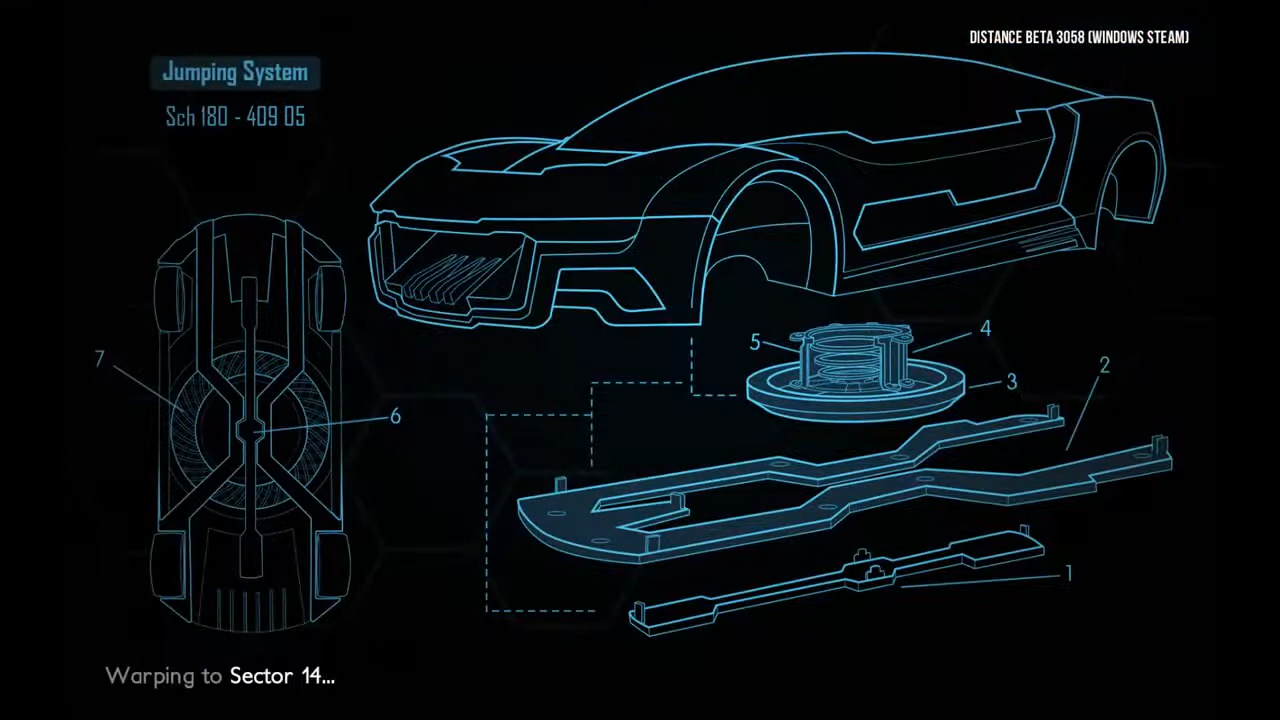 DISTANCE BETA 3058 (WINDOWS STEAM)
Jumping System
Sch 180 - 409 05
5
4
7
2
3
6
1
Warping to Sector 14...